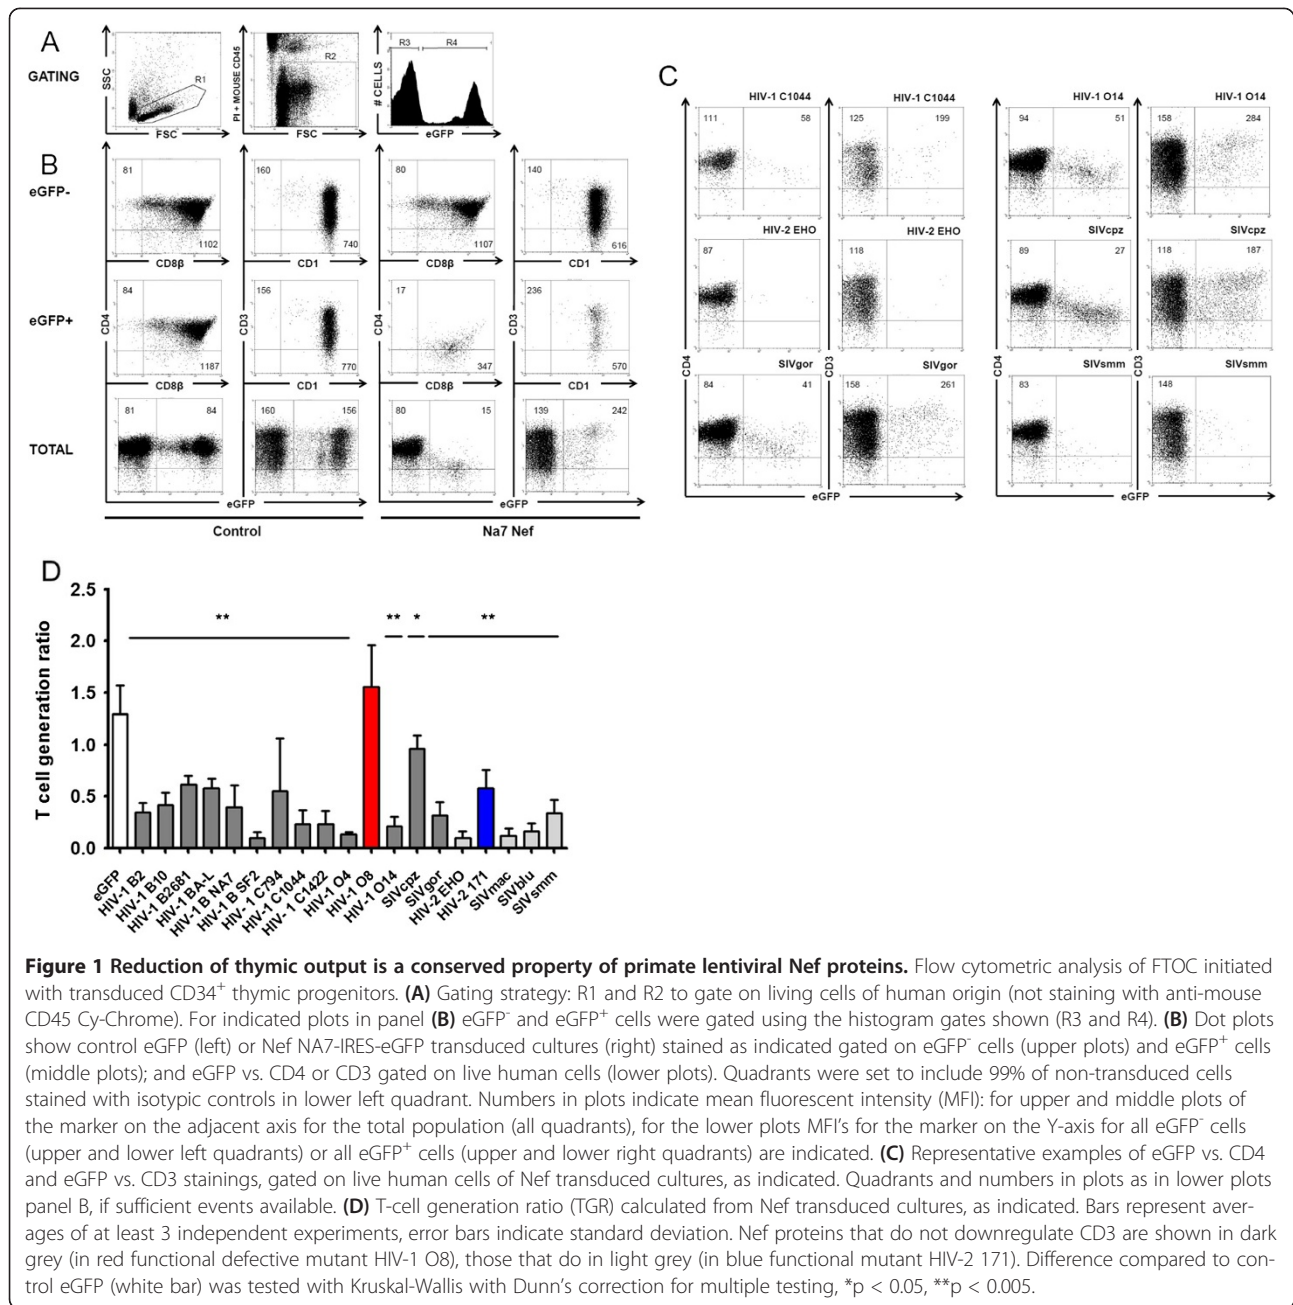 A
GATING
SSC
R1
FSC
PI + MOUSE CD45
R2
FSC
# CELLS
R3
R4
eGFP
B
eGFP-
CD4
81
1102
CD8β
160
740
CD1
80
1107
CD8β
140
616
CD1
eGFP+
84
1187
CD8β
CD3
156
770
CD1
17
347
CD8β
CD3
236
570
CD1
TOTAL
81
84
160
156
80
15
139
242
eGFP
eGFP
Control
Na7 Nef
C
HIV-1 C1044
111
58
HIV-1 C1044
125
199
HIV-1 O14
94
51
HIV-1 O14
158
284
HIV-2 EHO
87
HIV-2 EHO
118
SIVcpz
89
27
SIVcpz
118
187
CD4
SIVgor
84
41
CD3
SIVgor
158
261
CD4
SIVsmm
83
CD3
SIVsmm
148
eGFP
eGFP
D
T cell generation ratio
2.5
2.0
1.5
1.0
0.5
0.0
**
**
*
**
eGFP
HIV-1 B2
HIV-1 B10
HIV-1 B2681
HIV-1 BA-L
HIV-1 B NA7
HIV-1 B SF2
HIV-1 C794
HIV-1 C1044
HIV-1 C1422
HIV-1 O4
HIV-1 O8
HIV-1 O14
SIVcpz
SIVgor
HIV-2 EHO
HIV-2 171
SIVmac
SIVblu
SIVsmm
Figure 1 Reduction of thymic output is a conserved property of primate lentiviral Nef proteins. Flow cytometric analysis of FTOC initiated
with transduced CD34+ thymic progenitors. (A) Gating strategy: R1 and R2 to gate on living cells of human origin (not staining with anti-mouse
CD45 Cy-Chrome). For indicated plots in panel (B) eGFP- and eGFP+ cells were gated using the histogram gates shown (R3 and R4). (B) Dot plots
show control eGFP (left) or Nef NA7-IRES-eGFP transduced cultures (right) stained as indicated gated on eGFP- cells (upper plots) and eGFP+ cells
(middle plots); and eGFP vs. CD4 or CD3 gated on live human cells (lower plots). Quadrants were set to include 99% of non-transduced cells
stained with isotypic controls in lower left quadrant. Numbers in plots indicate mean fluorescent intensity (MFI): for upper and middle plots of
the marker on the adjacent axis for the total population (all quadrants), for the lower plots MFI's for the marker on the Y-axis for all eGFP- cells
(upper and lower left quadrants) or all eGFP+ cells (upper and lower right quadrants) are indicated. (C) Representative examples of eGFP vs. CD4
and eGFP vs. CD3 stainings, gated on live human cells of Nef transduced cultures, as indicated. Quadrants and numbers in plots as in lower plots
panel B, if sufficient events available. (D) T-cell generation ratio (TGR) calculated from Nef transduced cultures, as indicated. Bars represent aver-
ages of at least 3 independent experiments, error bars indicate standard deviation. Nef proteins that do not downregulate CD3 are shown in dark
grey (in red functional defective mutant HIV-1 O8), those that do in light grey (in blue functional mutant HIV-2 171). Difference compared to con-
trol eGFP (white bar) was tested with Kruskal-Wallis with Dunn's correction for multiple testing, *p < 0.05, **p < 0.005.